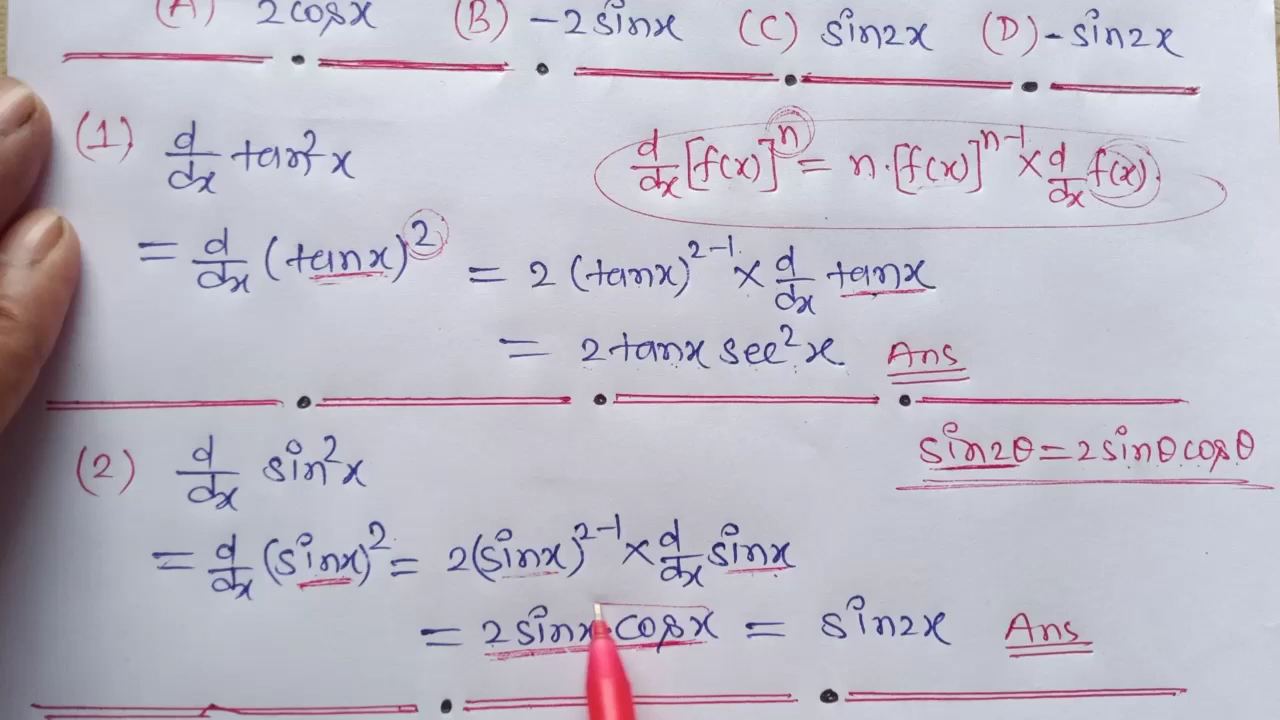 (A) 2cosx (B) -2sinx (C) sin2x (D) -sin2x
(1) d/dx tan²x
d/dx [f(x)]ⁿ = n·[f(x)]ⁿ⁻¹ × d/dx f(x).
= d/dx (tanx)² = 2(tanx)²⁻¹ × d/dx tanx
= 2tanx sec²x Ans
sin2θ = 2sinθcosθ
(2) d/dx sin²x
= d/dx (sinx)² = 2(sinx)²⁻¹ × d/dx sinx
= 2sinx·cosx = sin2x Ans